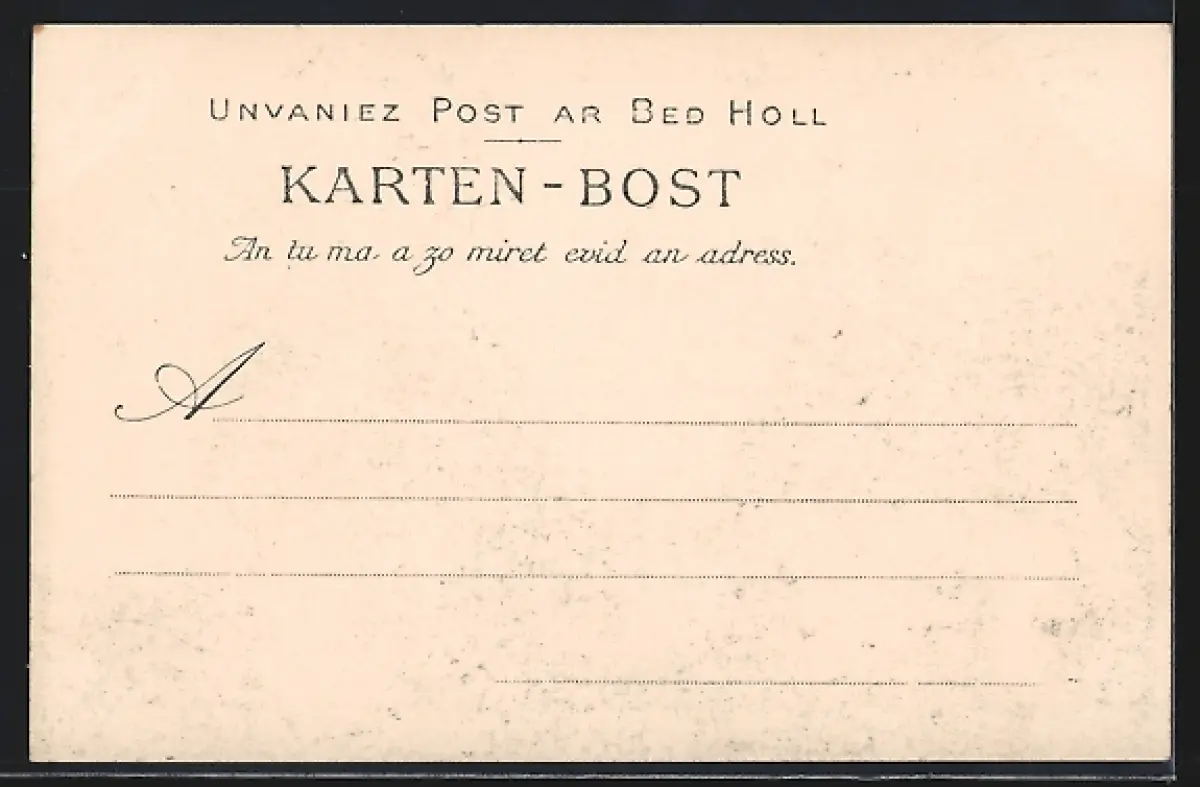 UNVANIEZ POST AR BED HOLL
KARTEN-BOST
An tu ma a zo miret evid an adress.
A